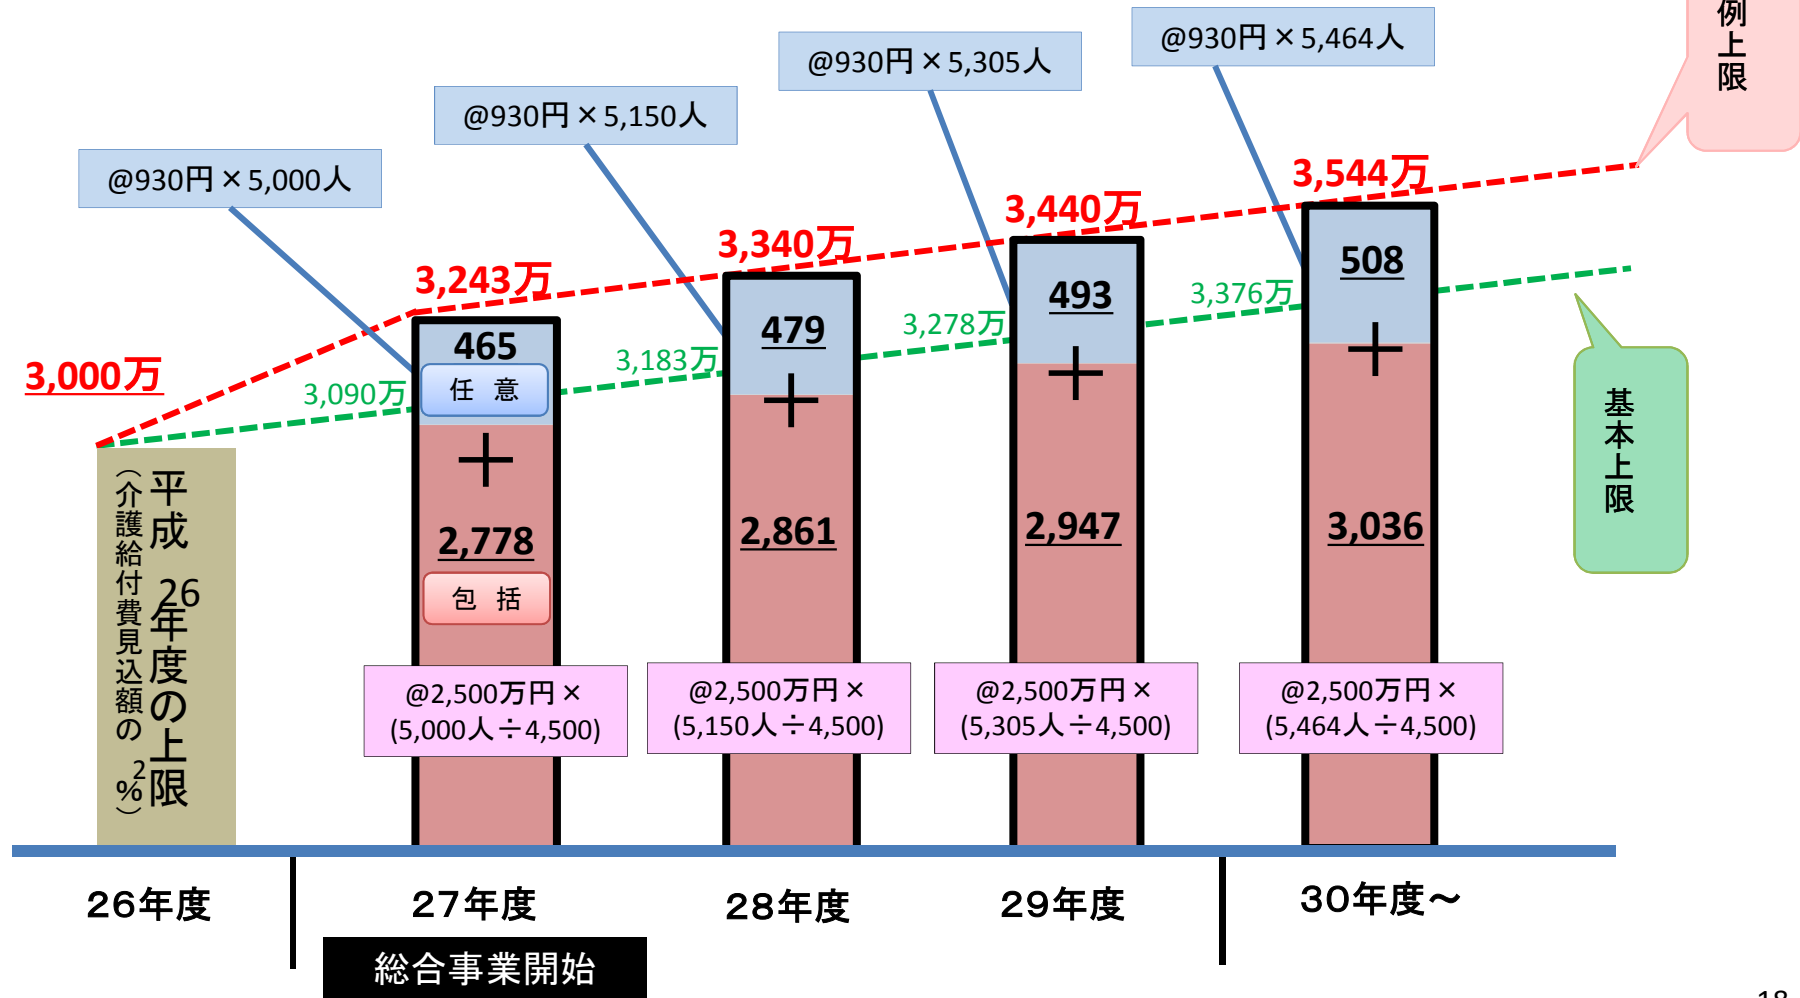 @930円×5,000人
@930円×5,150人
@930円×5,305人
@930円×5,464人
例上限
3,000万
3,243万
3,340万
3,440万
3,544万
3,090万
3,183万
3,278万
3,376万
基本上限
平成26年度の上限
（介護給付費見込額の2%）
465
任 意
2,778
包 括
479
2,861
493
2,947
508
3,036
@2,500万円×
(5,000人÷4,500)
@2,500万円×
(5,150人÷4,500)
@2,500万円×
(5,305人÷4,500)
@2,500万円×
(5,464人÷4,500)
26年度
27年度
28年度
29年度
30年度～
総合事業開始
18